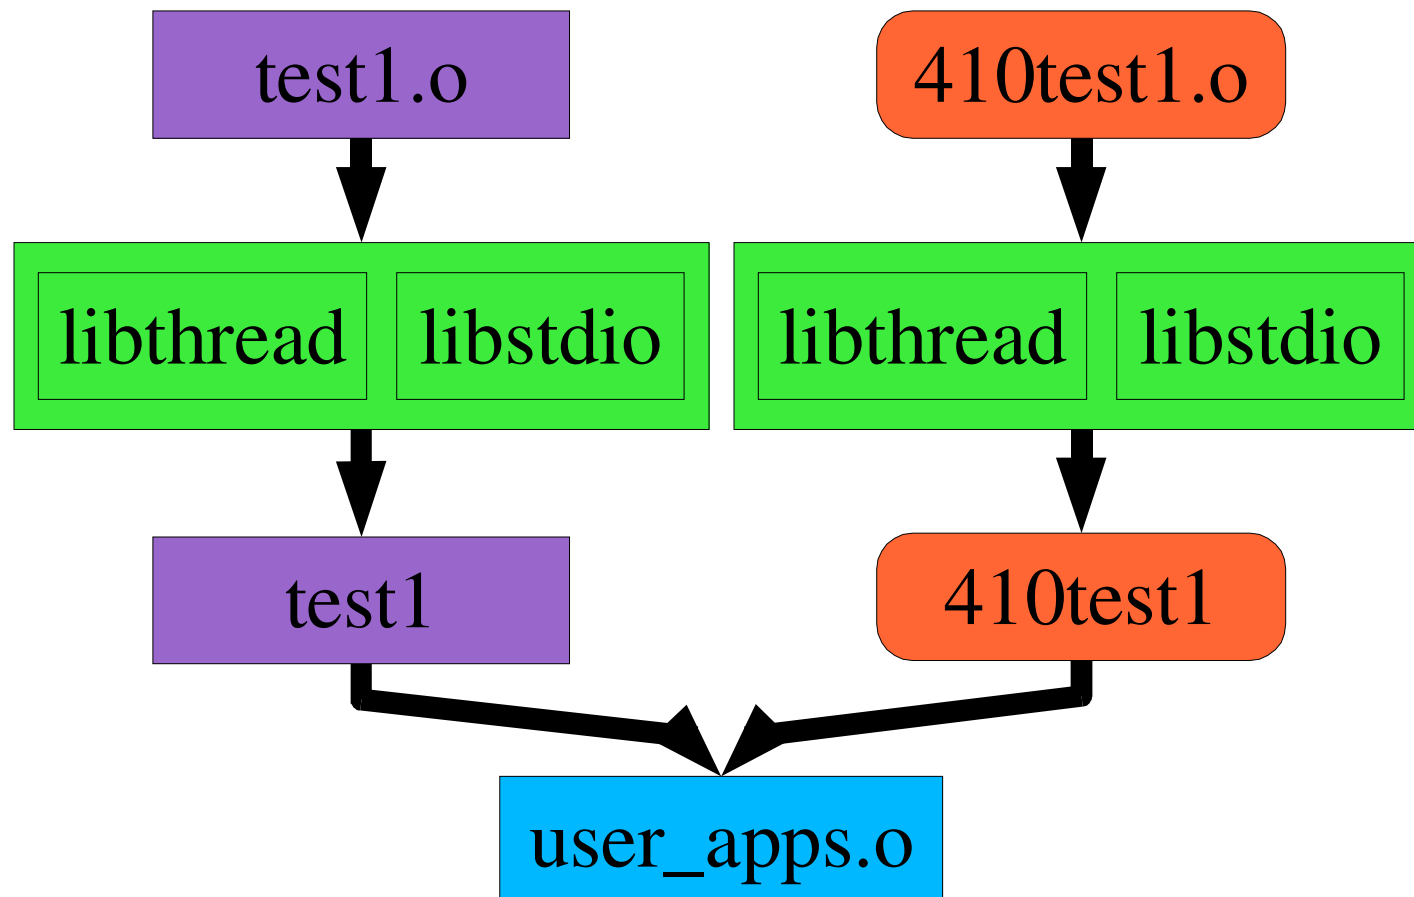 test1.o
410test1.o
libthread
libstdio
libthread
libstdio
test1
410test1
user_apps.o